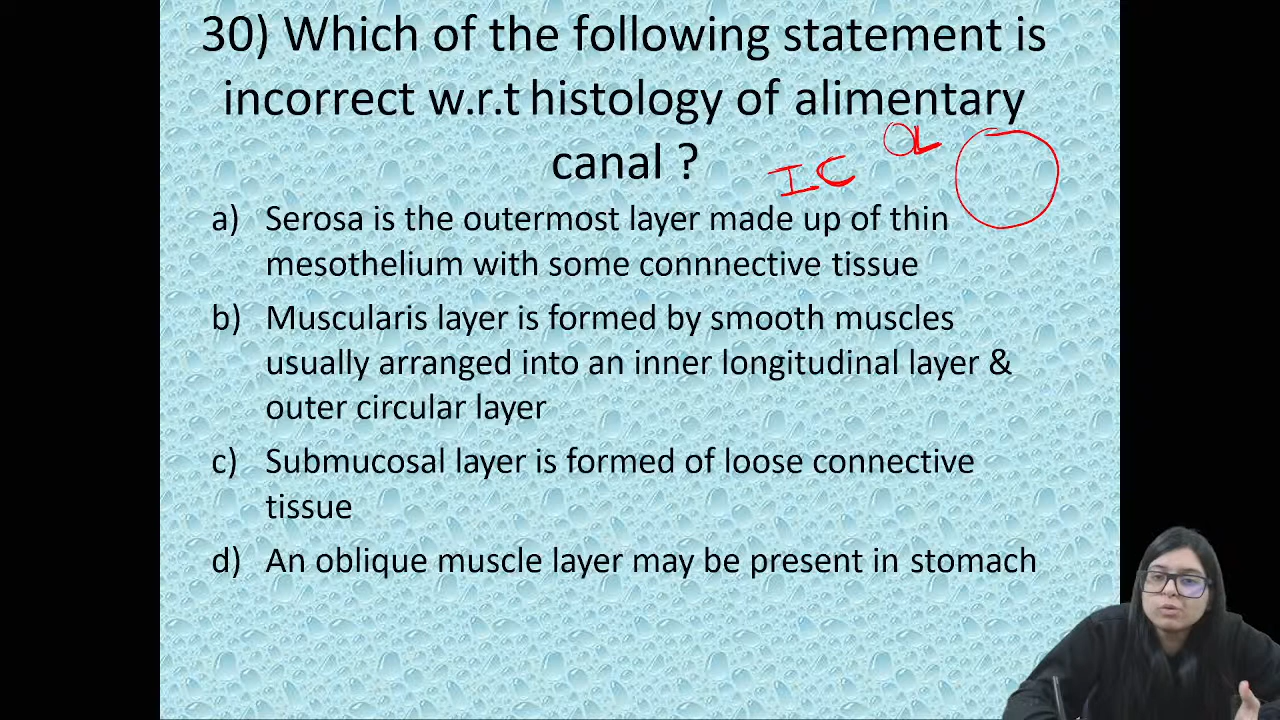 30) Which of the following statement is
incorrect w.r.t histology of alimentary
canal ?
IC OL
a) Serosa is the outermost layer made up of thin
mesothelium with some connnective tissue
b) Muscularis layer is formed by smooth muscles
usually arranged into an inner longitudinal layer &
outer circular layer
c) Submucosal layer is formed of loose connective
tissue
d) An oblique muscle layer may be present in stomach